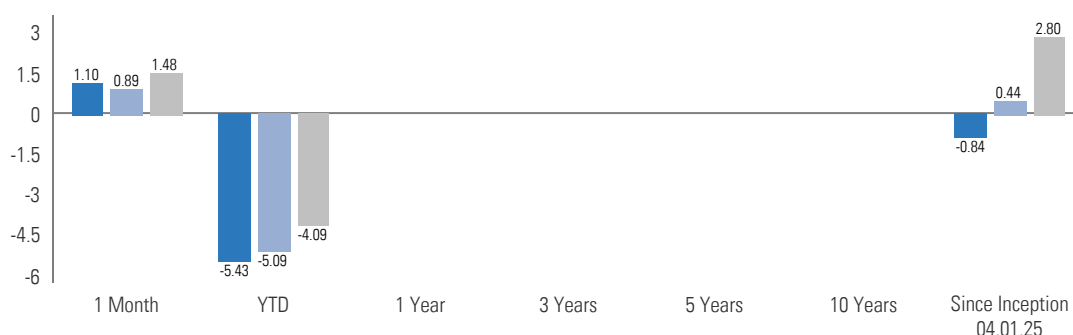 3
1.5
0
-1.5
-3
-4.5
-6
1.10
0.89
1.48
-5.43
-5.09
-4.09
-0.84
0.44
2.80
1 Month
YTD
1 Year
3 Years
5 Years
10 Years
Since Inception
04.01.25